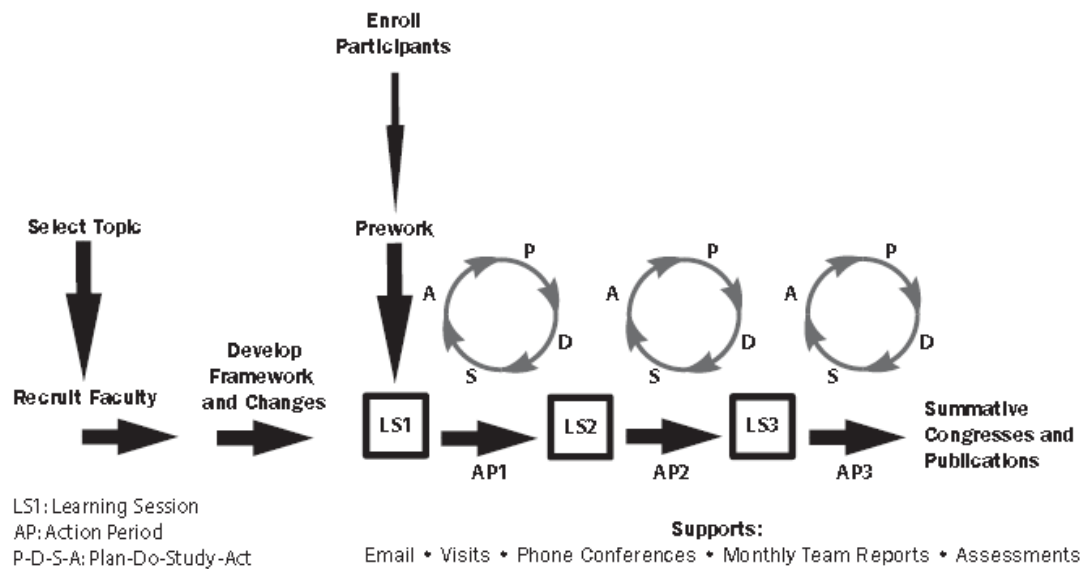 Enroll
Participants
Select Topic
Prework
P
A
D
S
P
A
D
S
P
A
D
S
Recruit Faculty
Develop
Framework
and Changes
LS1
LS2
LS3
AP1
AP2
AP3
Summative
Congresses and
Publications
LS1: Learning Session
AP: Action Period
P-D-S-A: Plan-Do-Study-Act
Supports:
Email • Visits • Phone Conferences • Monthly Team Reports • Assessments